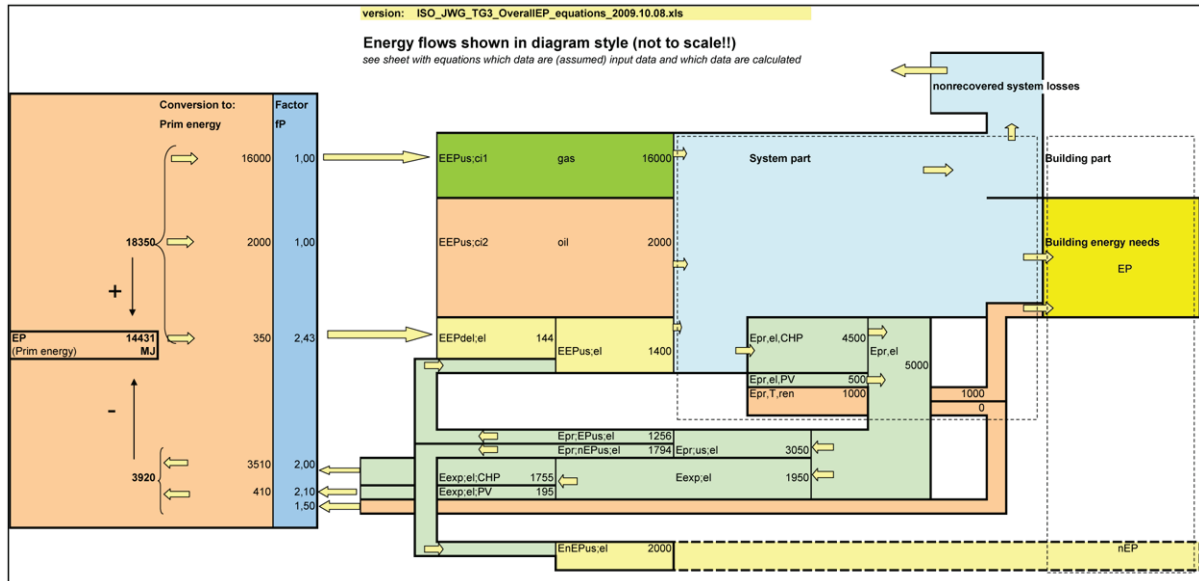 version: ISO_JWG_TG3_OverallEP_equations_2009.10.08.xls
Energy flows shown in diagram style (not to scale!!)
see sheet with equations which data are (assumed) input data and which data are calculated
nonrecovered system losses
Conversion to: Factor
Prim energy fP
16000 1,00 EEPus;ci1 gas 16000 System part Building part
18350 2000 1,00 EEPus;ci2 oil 2000 Building energy needs
EP
+
EP 14431 350 2,43 EEPdel;el 144 Epr,el,CHP 4500 Epr,el
(Prim energy) MJ EEPus;el 1400 5000
Epr,el,PV 500
Epr,T,ren 1000 1000
0
-
Epr;EPus;el 1256
Epr;nEPus;el 1794 Epr;us;el 3050
3510 2,00
3920 Eexp;el;CHP 1755 Eexp;el 1950
410 2,10 Eexp;el;PV 195
1,50
EnEPus;el 2000 nEP